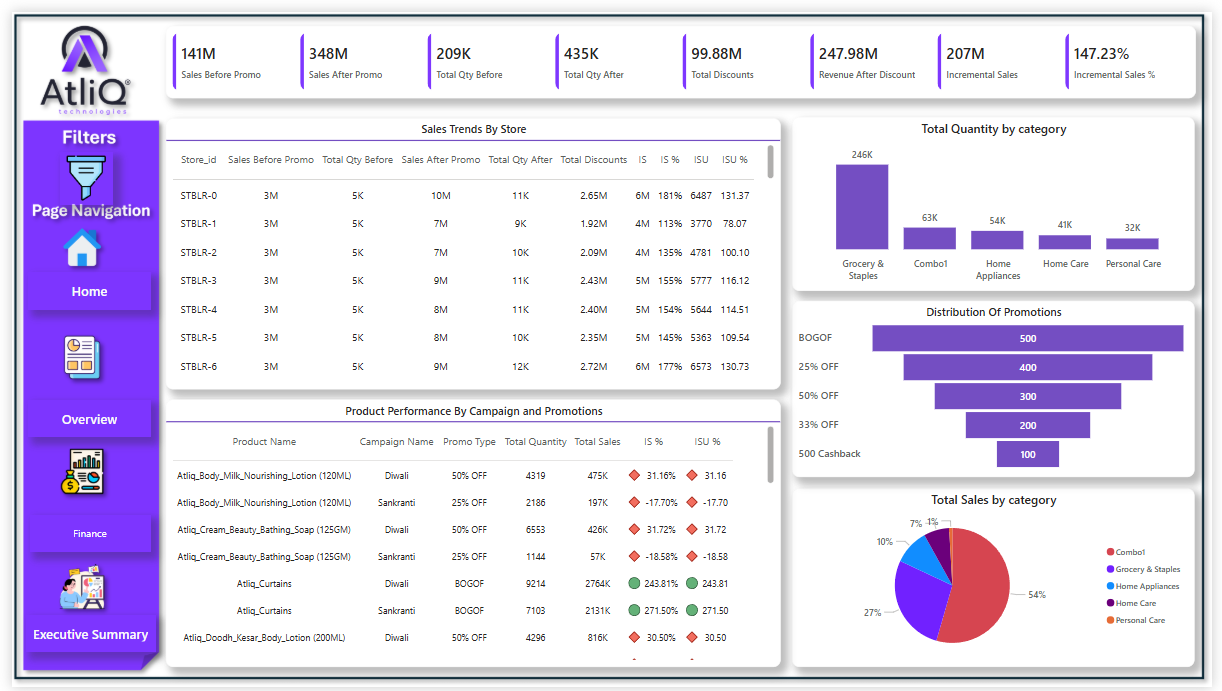 AtliQ®
technologies
Filters
Page Navigation
Home
Overview
Finance
Executive Summary
141M
Sales Before Promo
348M
Sales After Promo
209K
Total Qty Before
435K
Total Qty After
99.88M
Total Discounts
247.98M
Revenue After Discount
207M
Incremental Sales
147.23%
Incremental Sales %
Sales Trends By Store
Store_id Sales Before Promo Total Qty Before Sales After Promo Total Qty After Total Discounts IS IS % ISU ISU %
STBLR-0 3M 5K 10M 11K 2.65M 6M 181% 6487 131.37
STBLR-1 3M 5K 7M 9K 1.92M 4M 113% 3770 78.07
STBLR-2 3M 5K 7M 10K 2.09M 4M 135% 4781 100.10
STBLR-3 3M 5K 9M 11K 2.43M 5M 155% 5777 116.12
STBLR-4 3M 5K 8M 11K 2.40M 5M 154% 5644 114.51
STBLR-5 3M 5K 8M 10K 2.35M 5M 145% 5363 109.54
STBLR-6 3M 5K 9M 12K 2.72M 6M 177% 6573 130.73
Product Performance By Campaign and Promotions
Product Name Campaign Name Promo Type Total Quantity Total Sales IS % ISU %
Atliq_Body_Milk_Nourishing_Lotion (120ML) Diwali 50% OFF 4319 475K 31.16% 31.16
Atliq_Body_Milk_Nourishing_Lotion (120ML) Sankranti 25% OFF 2186 197K -17.70% -17.70
Atliq_Cream_Beauty_Bathing_Soap (125GM) Diwali 50% OFF 6553 426K 31.72% 31.72
Atliq_Cream_Beauty_Bathing_Soap (125GM) Sankranti 25% OFF 1144 57K -18.58% -18.58
Atliq_Curtains Diwali BOGOF 9214 2764K 243.81% 243.81
Atliq_Curtains Sankranti BOGOF 7103 2131K 271.50% 271.50
Atliq_Doodh_Kesar_Body_Lotion (200ML) Diwali 50% OFF 4296 816K 30.50% 30.50
Total Quantity by category
246K
63K
54K
41K
32K
Grocery &
Staples
Combo1
Home
Appliances
Home Care
Personal Care
Distribution Of Promotions
BOGOF 500
25% OFF 400
50% OFF 300
33% OFF 200
500 Cashback 100
Total Sales by category
7% 1%
10%
27%
54%
Combo1
Grocery & Staples
Home Appliances
Home Care
Personal Care